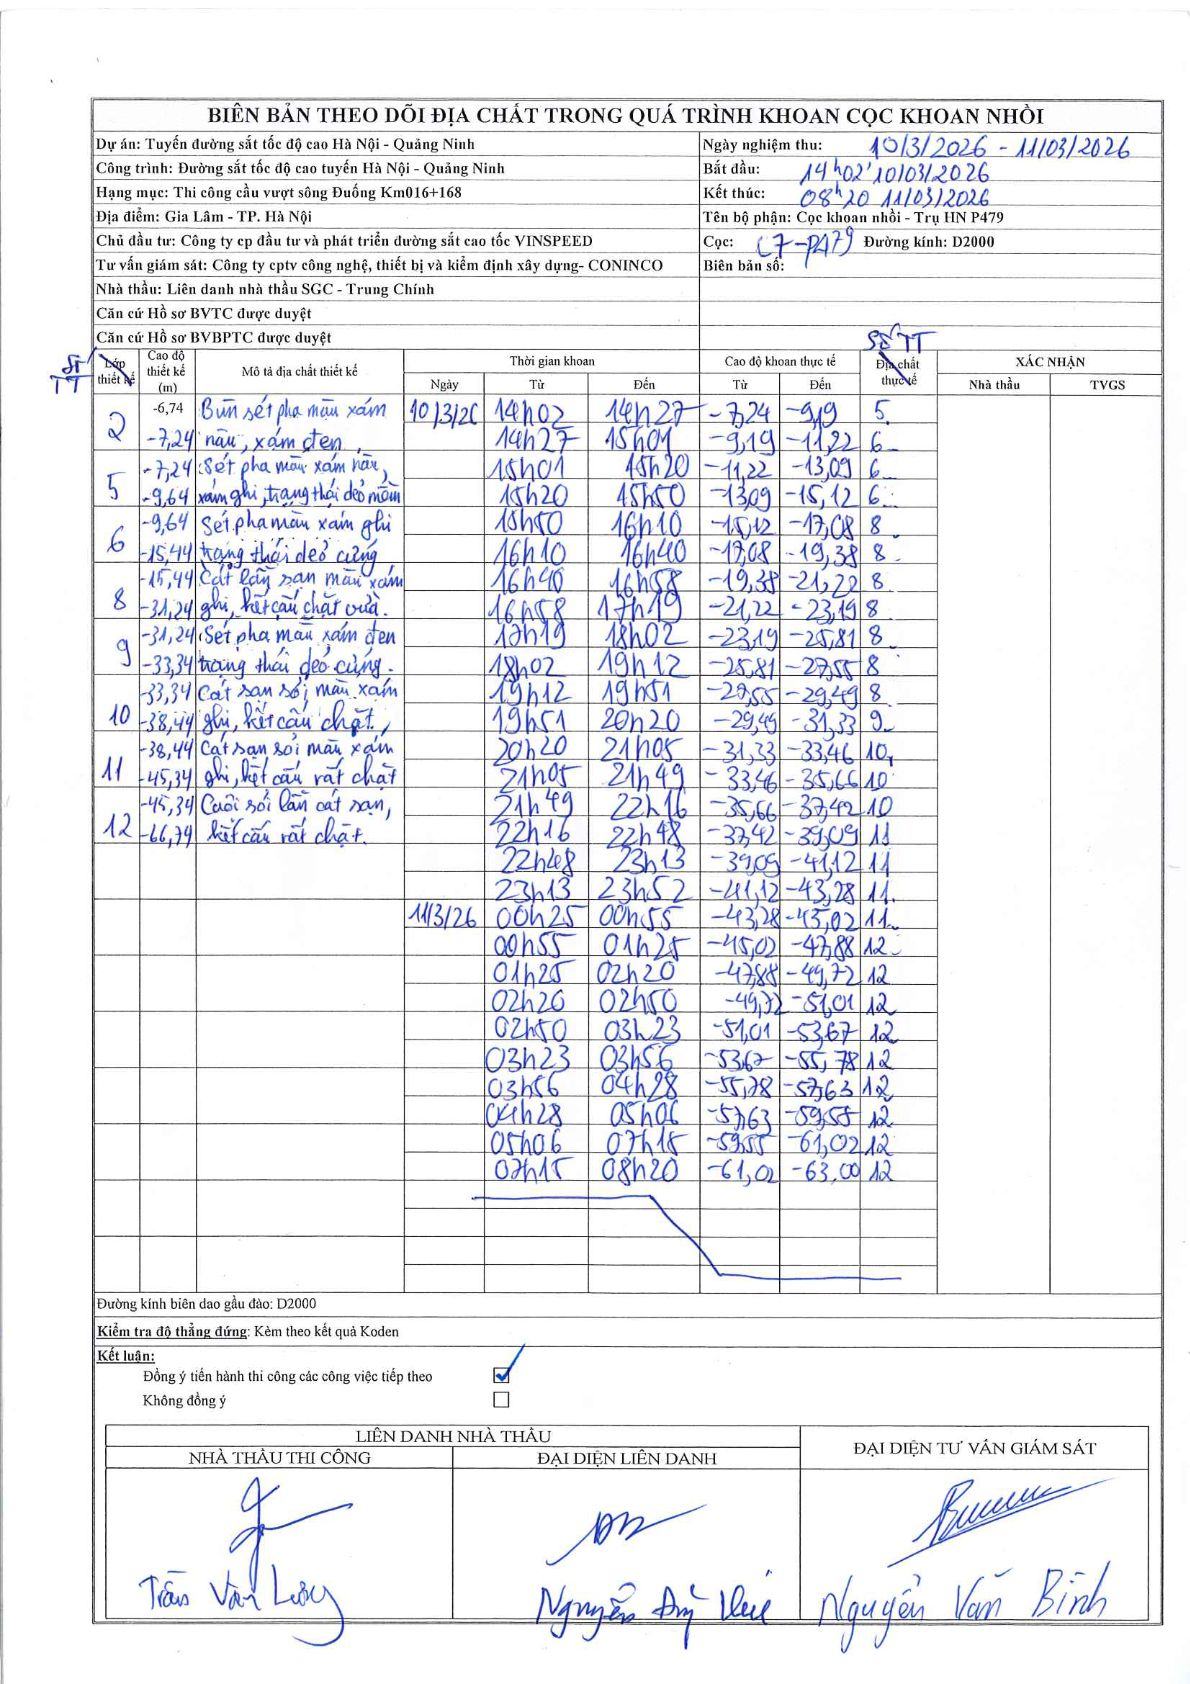 BIÊN BẢN THEO DÕI ĐỊA CHẤT TRONG QUÁ TRÌNH KHOAN CỌC KHOAN NHỒI
Dự án: Tuyến đường sắt tốc độ cao Hà Nội - Quảng Ninh
Ngày nghiệm thu: 10/3/2026 - 11/03/2026
Công trình: Đường sắt tốc độ cao tuyến Hà Nội - Quảng Ninh
Bắt đầu: 14h02' 10/03/2026
Hạng mục: Thi công cầu vượt sông Đuống Km016+168
Kết thúc: 08h20 11/03/2026
Địa điểm: Gia Lâm - TP. Hà Nội
Tên bộ phận: Cọc khoan nhồi - Trụ HN P479
Chủ đầu tư: Công ty cp đầu tư và phát triển đường sắt cao tốc VINSPEED
Cọc: C7-P479 Đường kính: D2000
Tư vấn giám sát: Công ty cptv công nghệ, thiết bị và kiểm định xây dựng- CONINCO
Biên bản số:
Nhà thầu: Liên danh nhà thầu SGC - Trung Chính
Căn cứ Hồ sơ BVTC được duyệt
Căn cứ Hồ sơ BVBPTC được duyệt
ST TT Lớp thiết kế Cao độ thiết kế (m) Mô tả địa chất thiết kế Thời gian khoan Cao độ khoan thực tế Số TT Địa chất thực tế XÁC NHẬN
Ngày Từ Đến Từ Đến Nhà thầu TVGS
2 -6,74 Bùn sét pha màu xám 10/3/26 14h02 14h27 -7,24 -9,19 5
-7,24 nâu, xám đen, 14h27 15h01 -9,19 -11,22 6
5 -7,24 Sét pha màu xám nâu, 15h01 15h20 -11,22 -13,09 6
-9,64 xám ghi, trạng thái dẻo mềm 15h20 15h50 -13,09 -15,12 6
6 -9,64 Sét pha màu xám ghi 15h50 16h10 -15,12 -17,08 8
-15,44 trạng thái dẻo cứng 16h10 16h40 -17,08 -19,38 8
8 -15,44 Cát lẫn sạn màu xám 16h40 16h58 -19,38 -21,22 8
-31,24 ghi, kết cấu chặt vừa. 16h58 17h19 -21,22 -23,19 8
9 -31,24 Sét pha màu xám đen 17h19 18h02 -23,19 -25,81 8
-33,34 trạng thái dẻo cứng. 18h02 19h12 -25,81 -27,55 8
10 -33,34 Cát sạn sỏi màu xám 19h12 19h51 -27,55 -29,49 8
-38,44 ghi, kết cấu chặt, 19h51 20h20 -29,49 -31,33 9
11 -38,44 Cát sạn sỏi màu xám 20h20 21h05 -31,33 -33,46 10
-45,34 ghi, kết cấu rất chặt 21h05 21h49 -33,46 -35,66 10
12 -45,34 Cuội sỏi lẫn cát sạn, 21h49 22h16 -35,66 -37,42 10
-66,74 kết cấu rất chặt. 22h16 22h48 -37,42 -39,09 11
22h48 23h13 -39,09 -41,12 11
23h13 23h52 -41,12 -43,28 11
11/3/26 00h25 00h55 -43,28 -45,02 11
00h55 01h25 -45,02 -47,88 12
01h25 02h20 -47,88 -49,72 12
02h20 02h50 -49,72 -51,01 12
02h50 03h23 -51,01 -53,67 12
03h23 03h56 -53,67 -55,78 12
03h56 04h28 -55,78 -57,63 12
04h28 05h06 -57,63 -59,55 12
05h06 07h15 -59,55 -61,02 12
07h15 08h20 -61,02 -63,00 12
Đường kính biên dao gầu đào: D2000
Kiểm tra độ thẳng đứng: Kèm theo kết quả Koden
Kết luận:
Đồng ý tiến hành thi công các công việc tiếp theo
Không đồng ý
LIÊN DANH NHÀ THẦU
ĐẠI DIỆN TƯ VẤN GIÁM SÁT
NHÀ THẦU THI CÔNG ĐẠI DIỆN LIÊN DANH
Trần Văn Nguyễn Nguyễn Văn Bình